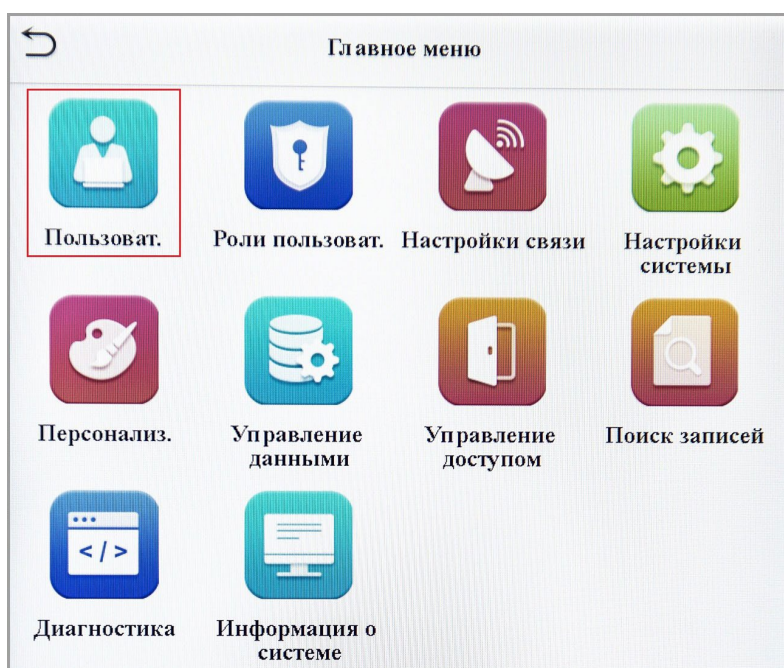 Главное меню
Пользоват.
Роли пользоват.
Настройки связи
Настройки
системы
Персонализ.
Управление
данными
Управление
доступом
Поиск записей
</>
Диагностика
Информация о
системе